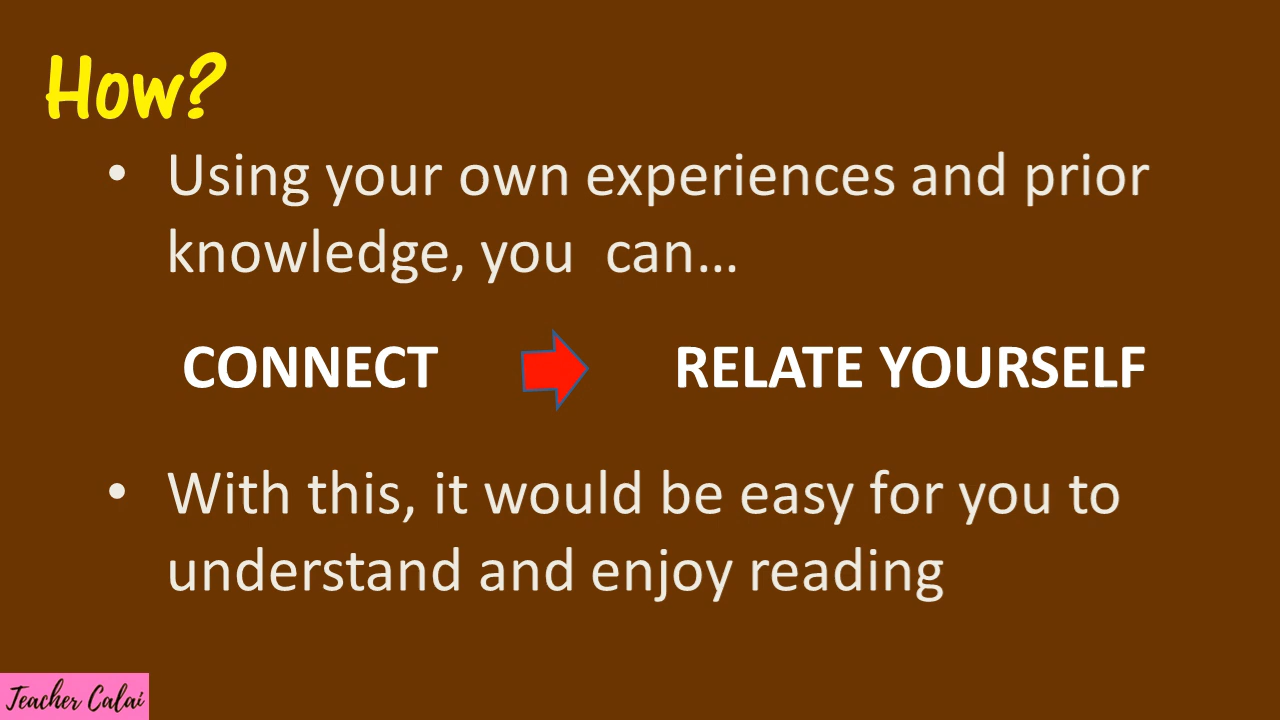 How?
• Using your own experiences and prior
knowledge, you  can...
CONNECT RELATE YOURSELF
• With this, it would be easy for you to
understand and enjoy reading
Teacher Calai